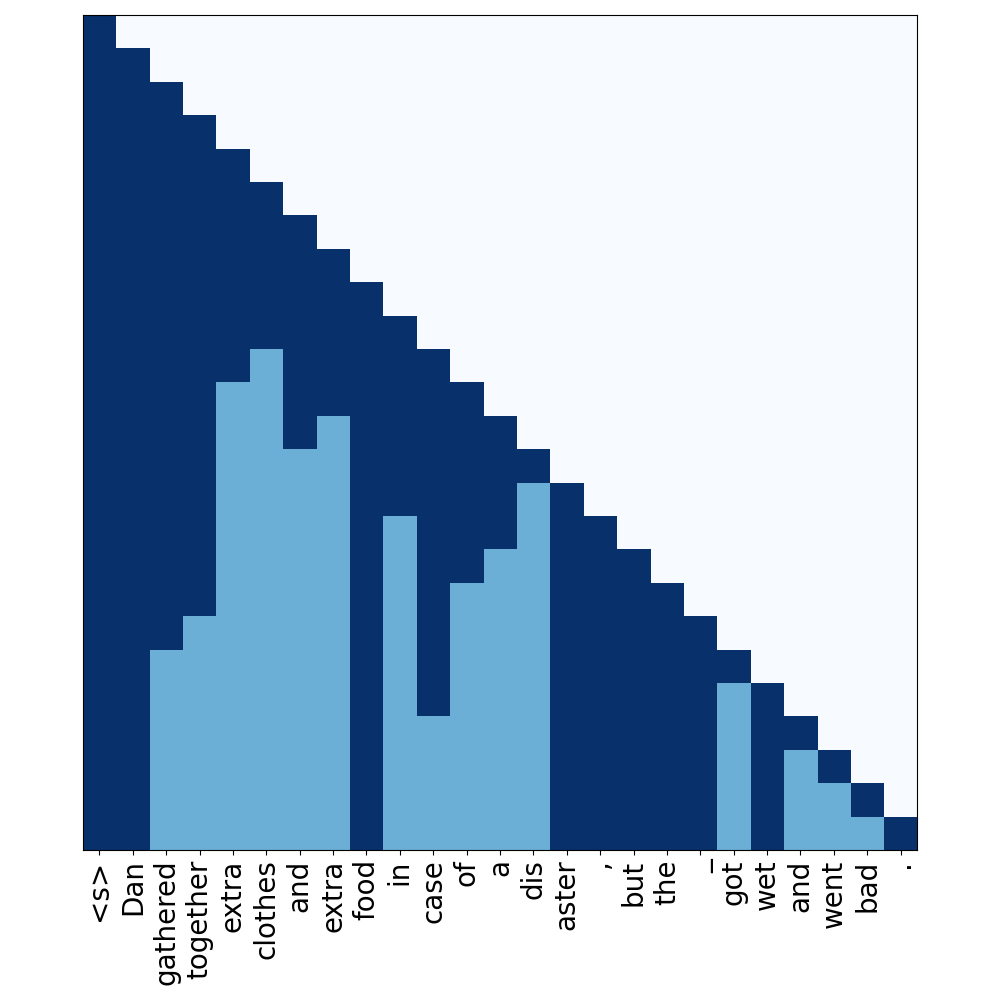 <s> Dan gathered together extra clothes and extra food in case of a dis aster , but the _ got wet and went bad .